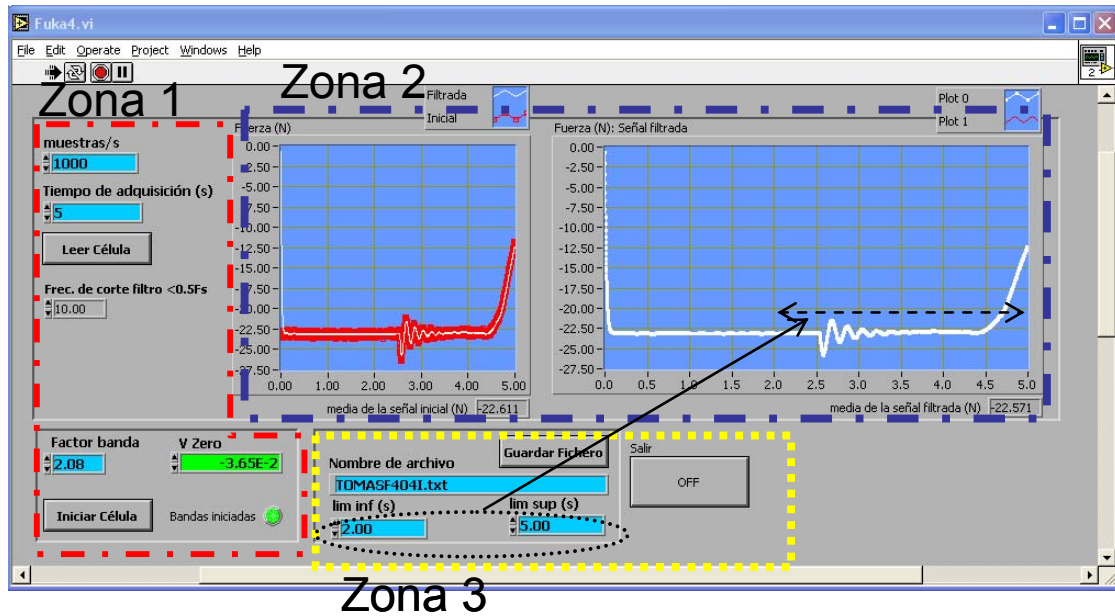 Fuka4.vi
File Edit Operate Project Windows Help
2
Zona 1
Zona 2
Filtrada
Inicial
Plot 0
Plot 1
muestras/s
1000
Tiempo de adquisición (s)
5
Leer Célula
Frec. de corte filtro <0.5Fs
10.00
Fuerza (N)
0.00
-2.50
-5.00
-7.50
-10.00
-12.50
-15.00
-17.50
-20.00
-22.50
-25.00
-27.50
0.00 1.00 2.00 3.00 4.00 5.00
media de la señal inicial (N) -22.611
Fuerza (N): Señal filtrada
0.00
-2.50
-5.00
-7.50
-10.00
-12.50
-15.00
-17.50
-20.00
-22.50
-25.00
-27.50
0.0 0.5 1.0 1.5 2.0 2.5 3.0 3.5 4.0 4.5 5.0
media de la señal filtrada (N) -22.571
Factor banda
2.08
V Zero
-3.65E-2
Iniciar Célula
Bandas iniciadas
Nombre de archivo
Guardar Fichero
TOMASF404I.txt
lim inf (s)
2.00
lim sup (s)
5.00
Salir
OFF
Zona 3